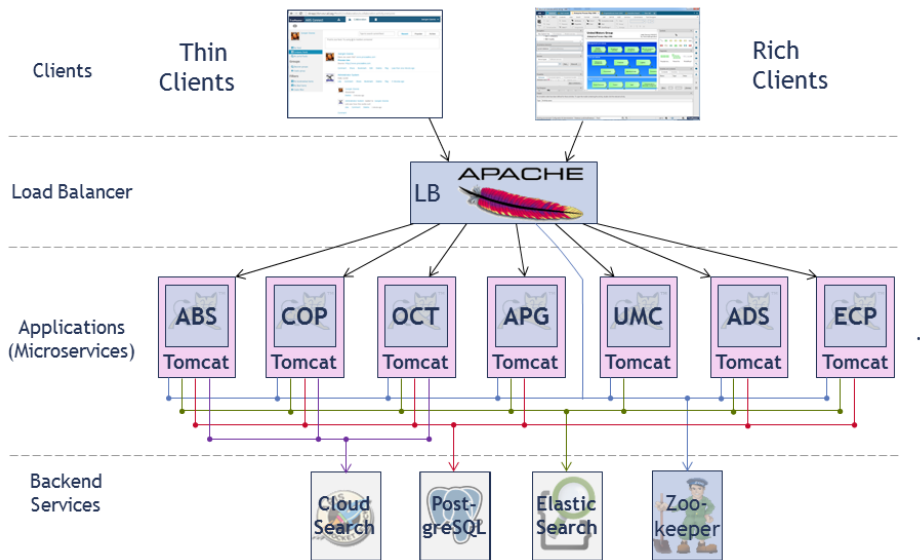 Clients
Thin
Clients
Rich
Clients
Load Balancer
LB
APACHE
Applications
(Microservices)
ABS
COP
OCT
APG
UMC
ADS
ECP
Tomcat
Tomcat
Tomcat
Tomcat
Tomcat
Tomcat
Tomcat
.
Backend
Services
Cloud
Search
Post-
greSQL
Elastic
Search
Zoo-
keeper